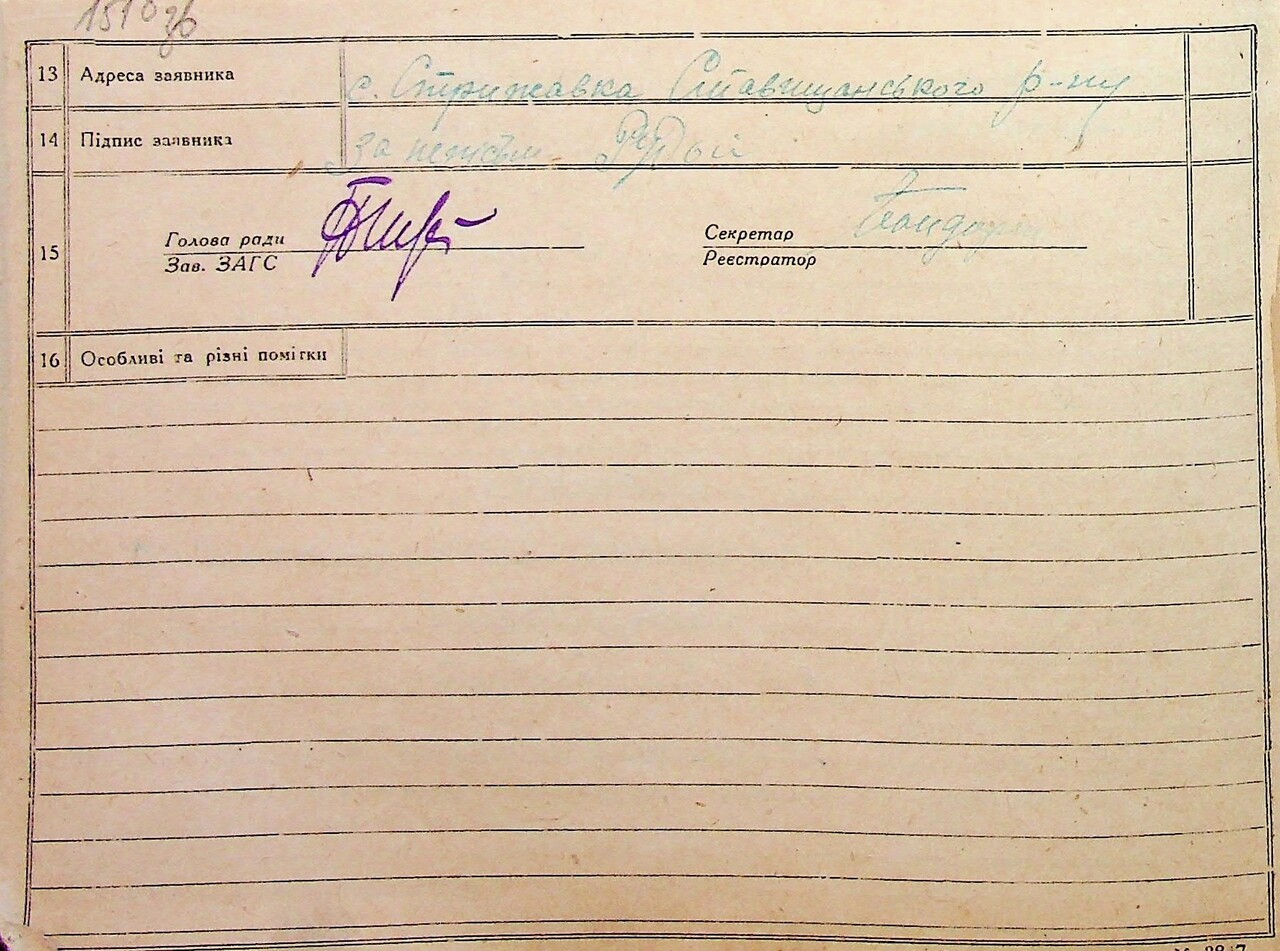 1510 зв
13 Адреса заявника с. Стрижавка Ставищанського р-ну
14 Підпис заявника за неписьм.
15
Голова ради Секретар
Зав. ЗАГС Реєстратор
16 Особливі та різні помітки